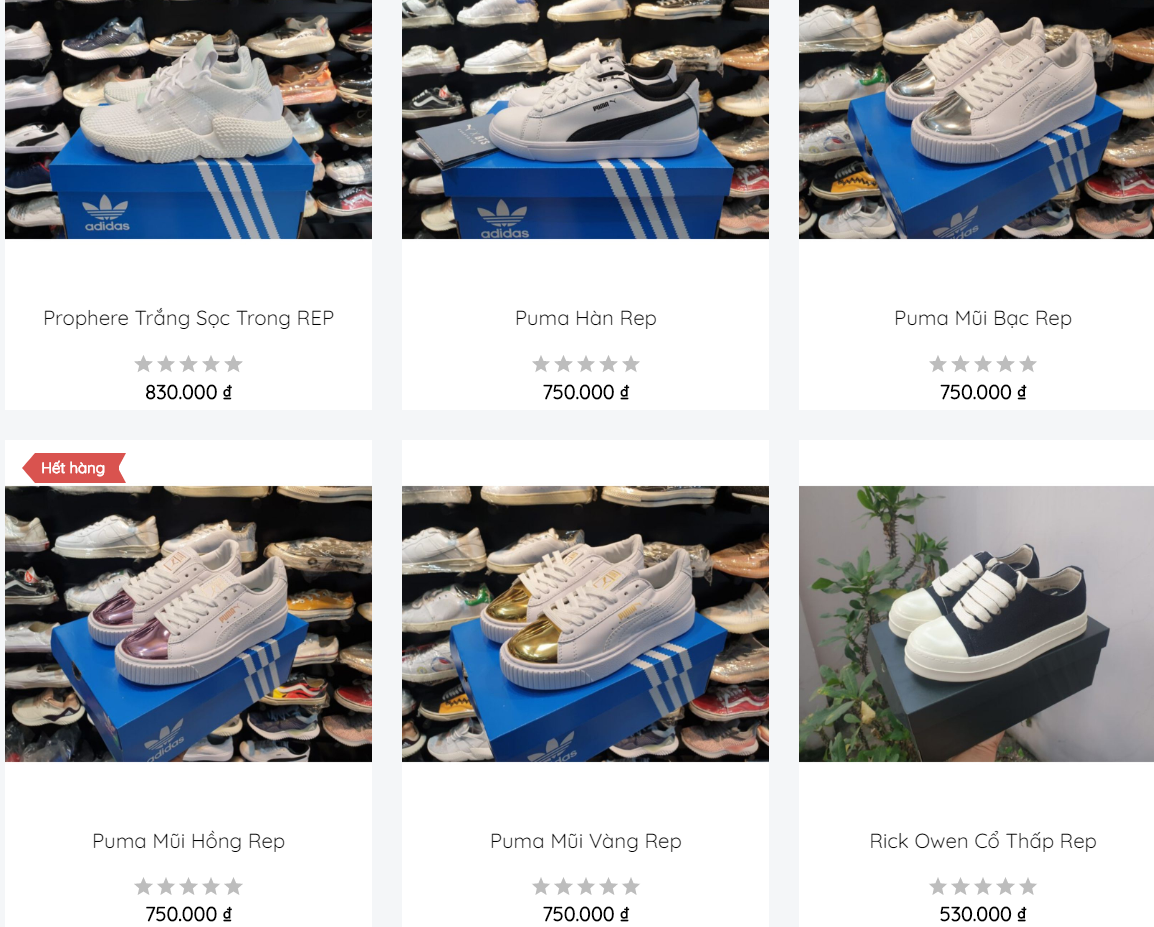 adidas
PUMA
adidas
adidas
Prophere Trắng Sọc Trong REP
Puma Hàn Rep
Puma Mũi Bạc Rep
830.000 ₫
750.000 ₫
750.000 ₫
Hết hàng
adidas
adidas
Puma Mũi Hồng Rep
Puma Mũi Vàng Rep
Rick Owen Cổ Thấp Rep
750.000 ₫
750.000 ₫
530.000 ₫